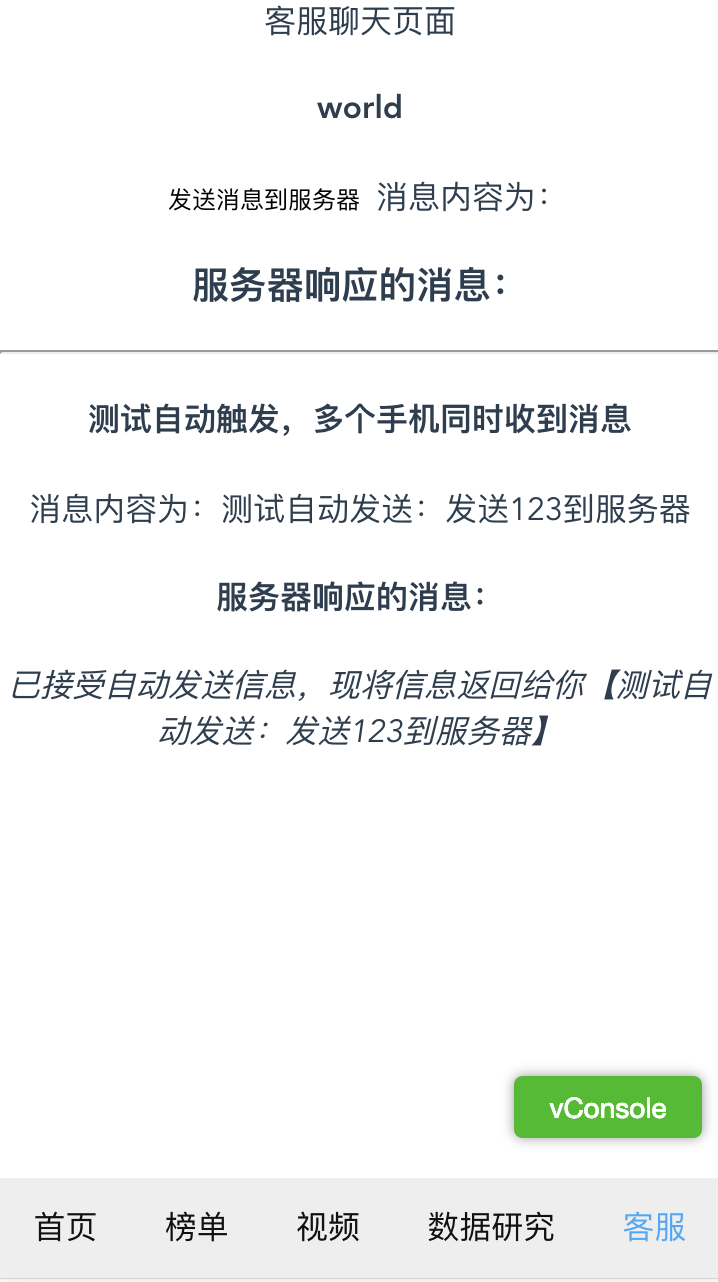 客服聊天页面
world
发送消息到服务器 消息内容为：
服务器响应的消息：
测试自动触发，多个手机同时收到消息
消息内容为：测试自动发送：发送123到服务器
服务器响应的消息：
已接受自动发送信息，现将信息返回给你【测试自
动发送：发送123到服务器】
vConsole
首页 榜单 视频 数据研究 客服